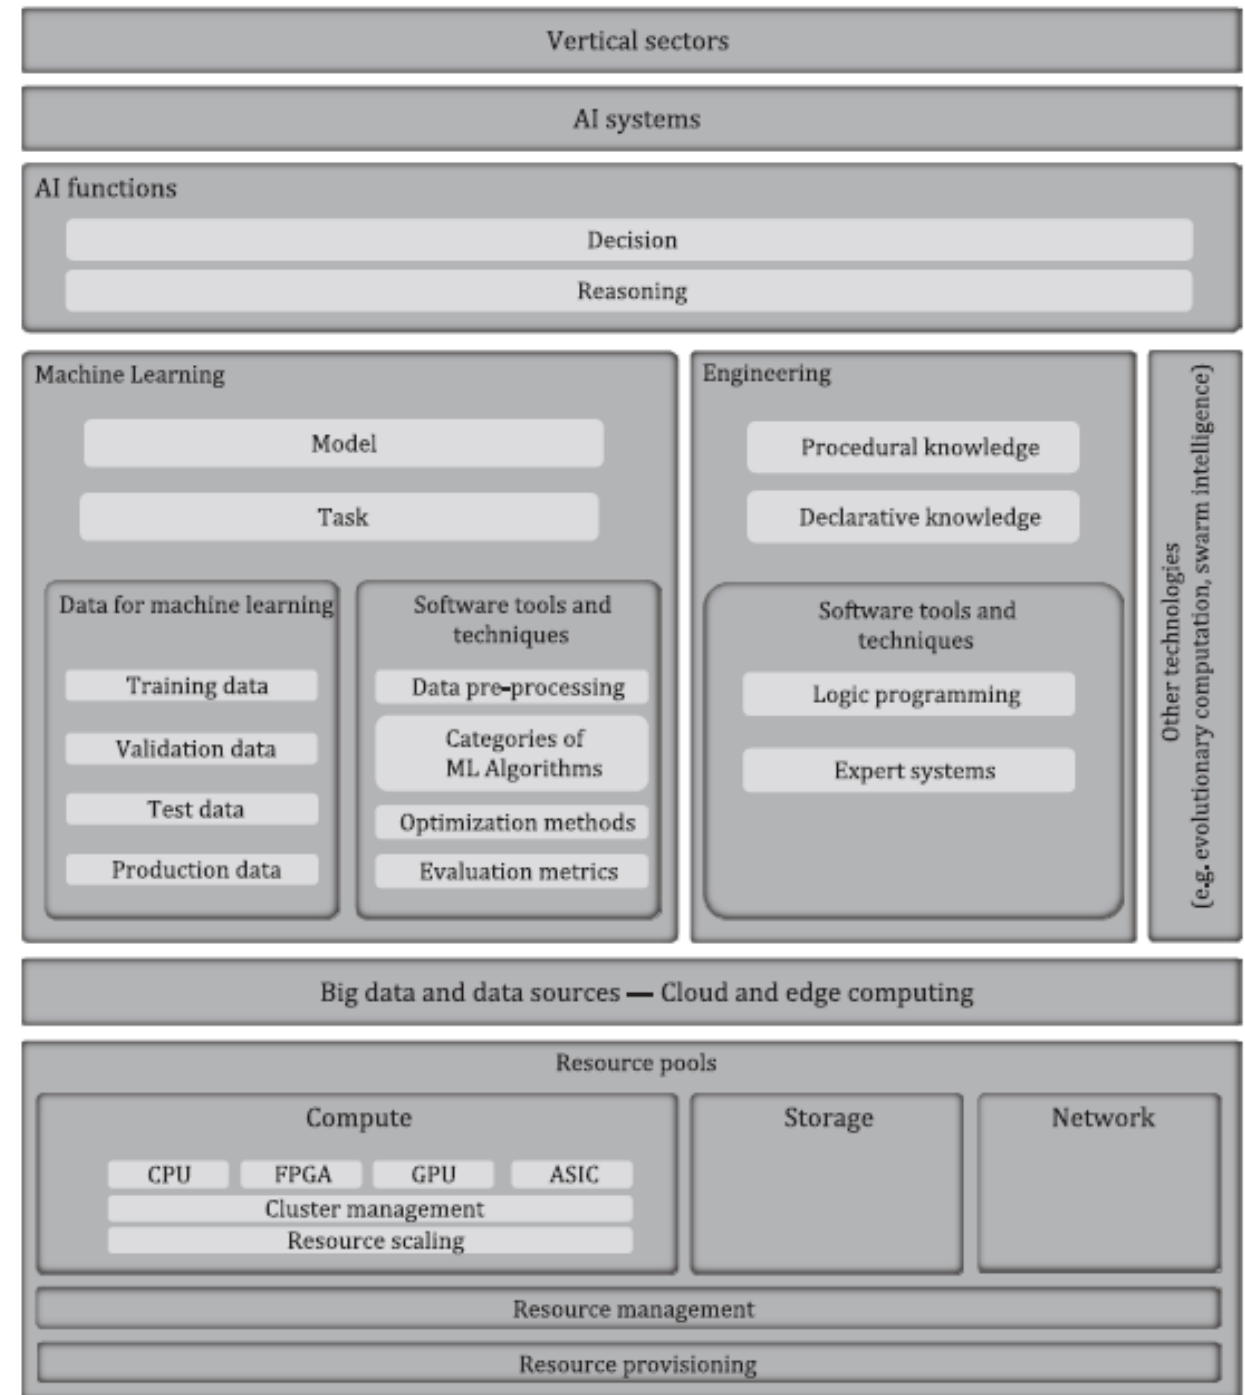 Vertical sectors
AI systems
AI functions
Decision
Reasoning
Machine Learning
Model
Task
Data for machine learning
Training data
Validation data
Test data
Production data
Software tools and
techniques
Data pre-processing
Categories of
ML Algorithms
Optimization methods
Evaluation metrics
Engineering
Procedural knowledge
Declarative knowledge
Software tools and
techniques
Logic programming
Expert systems
Other technologies
(e.g. evolutionary computation, swarm intelligence)
Big data and data sources — Cloud and edge computing
Resource pools
Compute
CPU
FPGA
GPU
ASIC
Cluster management
Resource scaling
Storage
Network
Resource management
Resource provisioning